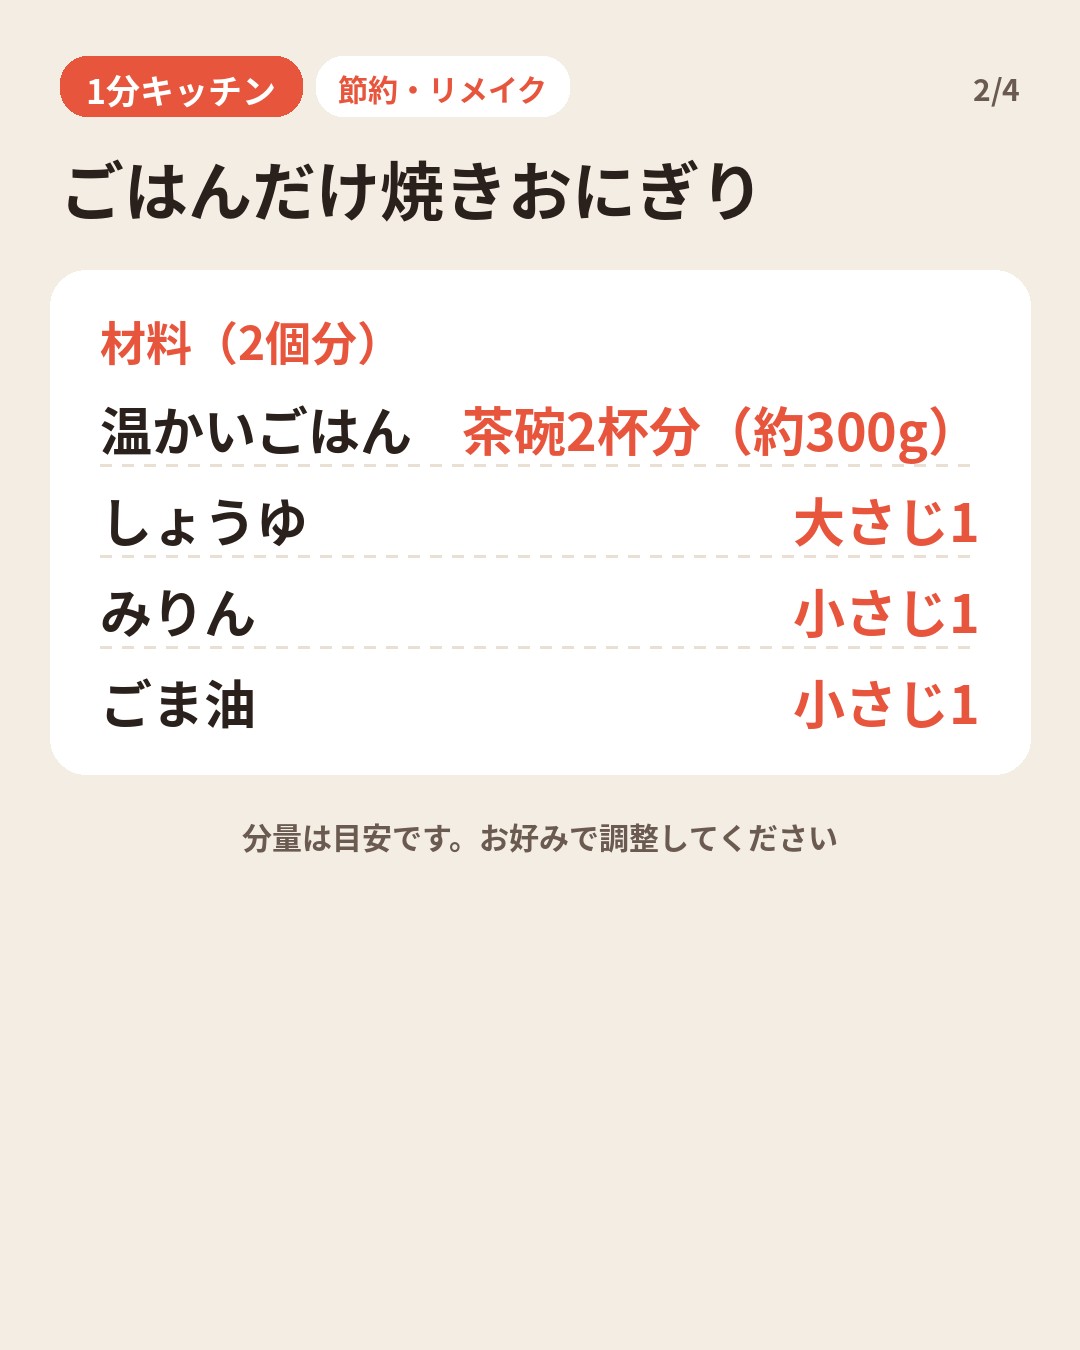 1分キッチン 節約・リメイク 2/4
ごはんだけ焼きおにぎり
材料（2個分）
温かいごはん 茶碗2杯分（約300g）
しょうゆ 大さじ1
みりん 小さじ1
ごま油 小さじ1
分量は目安です。お好みで調整してください